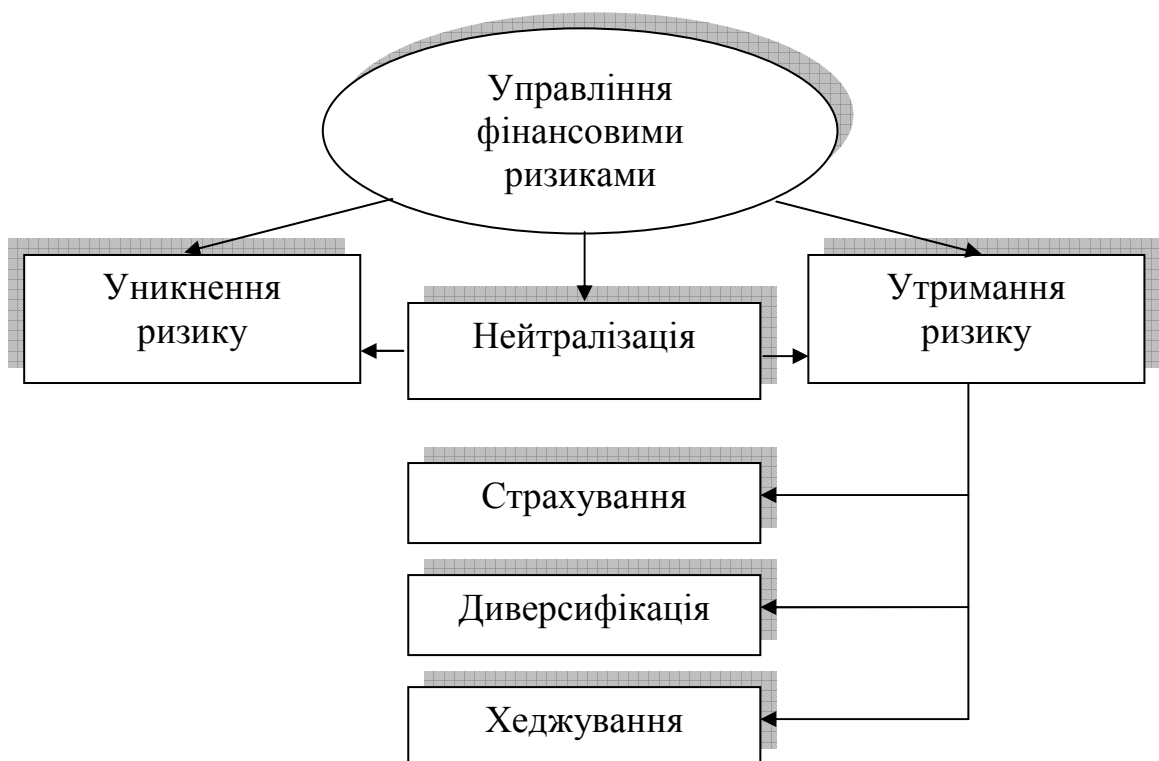 Управління
фінансовими
ризиками
Уникнення
ризику
Нейтралізація
Утримання
ризику
Страхування
Диверсифікація
Хеджування